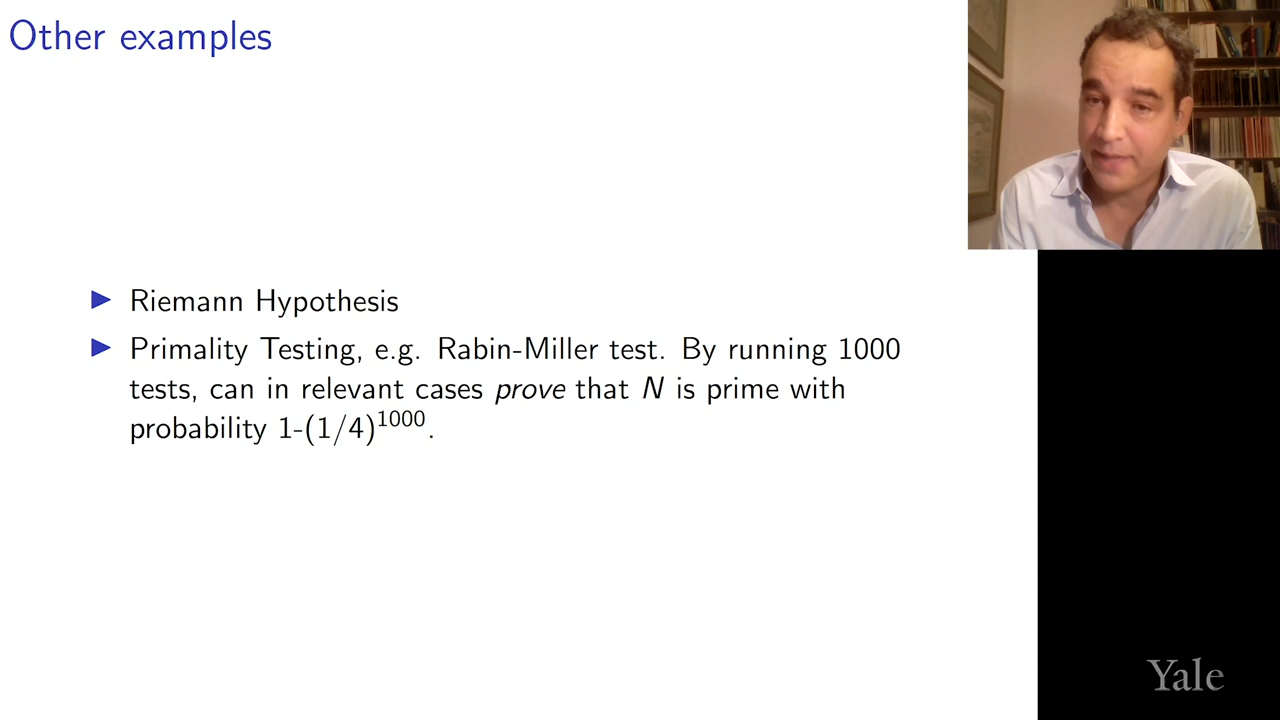 Other examples
Riemann Hypothesis
Primality Testing, e.g. Rabin-Miller test. By running 1000
tests, can in relevant cases prove that N is prime with
probability 1-(1/4)^1000.
Yale